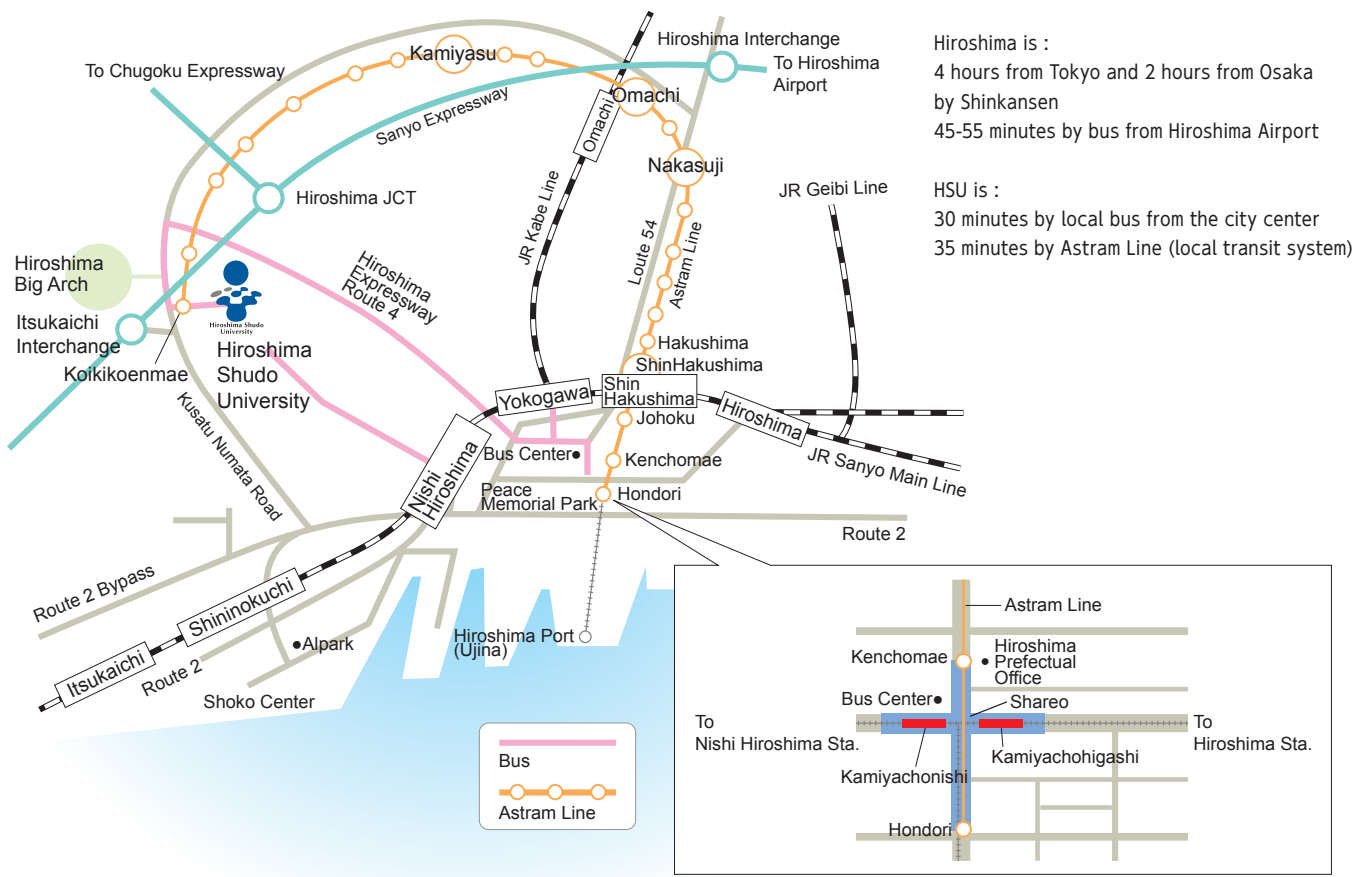 Kamiyasu
To Chugoku Expressway
Sanyo Expressway
Hiroshima Interchange
To Hiroshima
Airport
Omachi
Omachi
Nakasuji
JR Geibi Line
Hiroshima JCT
JR Kabe Line
Loute 54
Astram Line
Hiroshima
Big Arch
Hiroshima
Expressway
Route 4
Hiroshima Shudo
University
Itsukaichi
Interchange
Koikikoenmae
Hiroshima
Shudo
University
Kusatu Numata Road
Hakushima
ShinHakushima
Yokogawa
Shin
Hakushima
Hiroshima
Johoku
JR Sanyo Main Line
Nishi
Hiroshima
Bus Center
Kenchomae
Peace
Memorial Park
Hondori
Route 2
Route 2 Bypass
Shininokuchi
Itsukaichi
Route 2
Alpark
Shoko Center
Hiroshima Port
(Ujina)
Bus
Astram Line
Hiroshima is :
4 hours from Tokyo and 2 hours from Osaka
by Shinkansen
45-55 minutes by bus from Hiroshima Airport
HSU is :
30 minutes by local bus from the city center
35 minutes by Astram Line (local transit system)
Astram Line
Kenchomae
Hiroshima
Prefectual
Office
Bus Center
Shareo
To
Nishi Hiroshima Sta.
To
Hiroshima Sta.
Kamiyachonishi
Kamiyachohigashi
Hondori